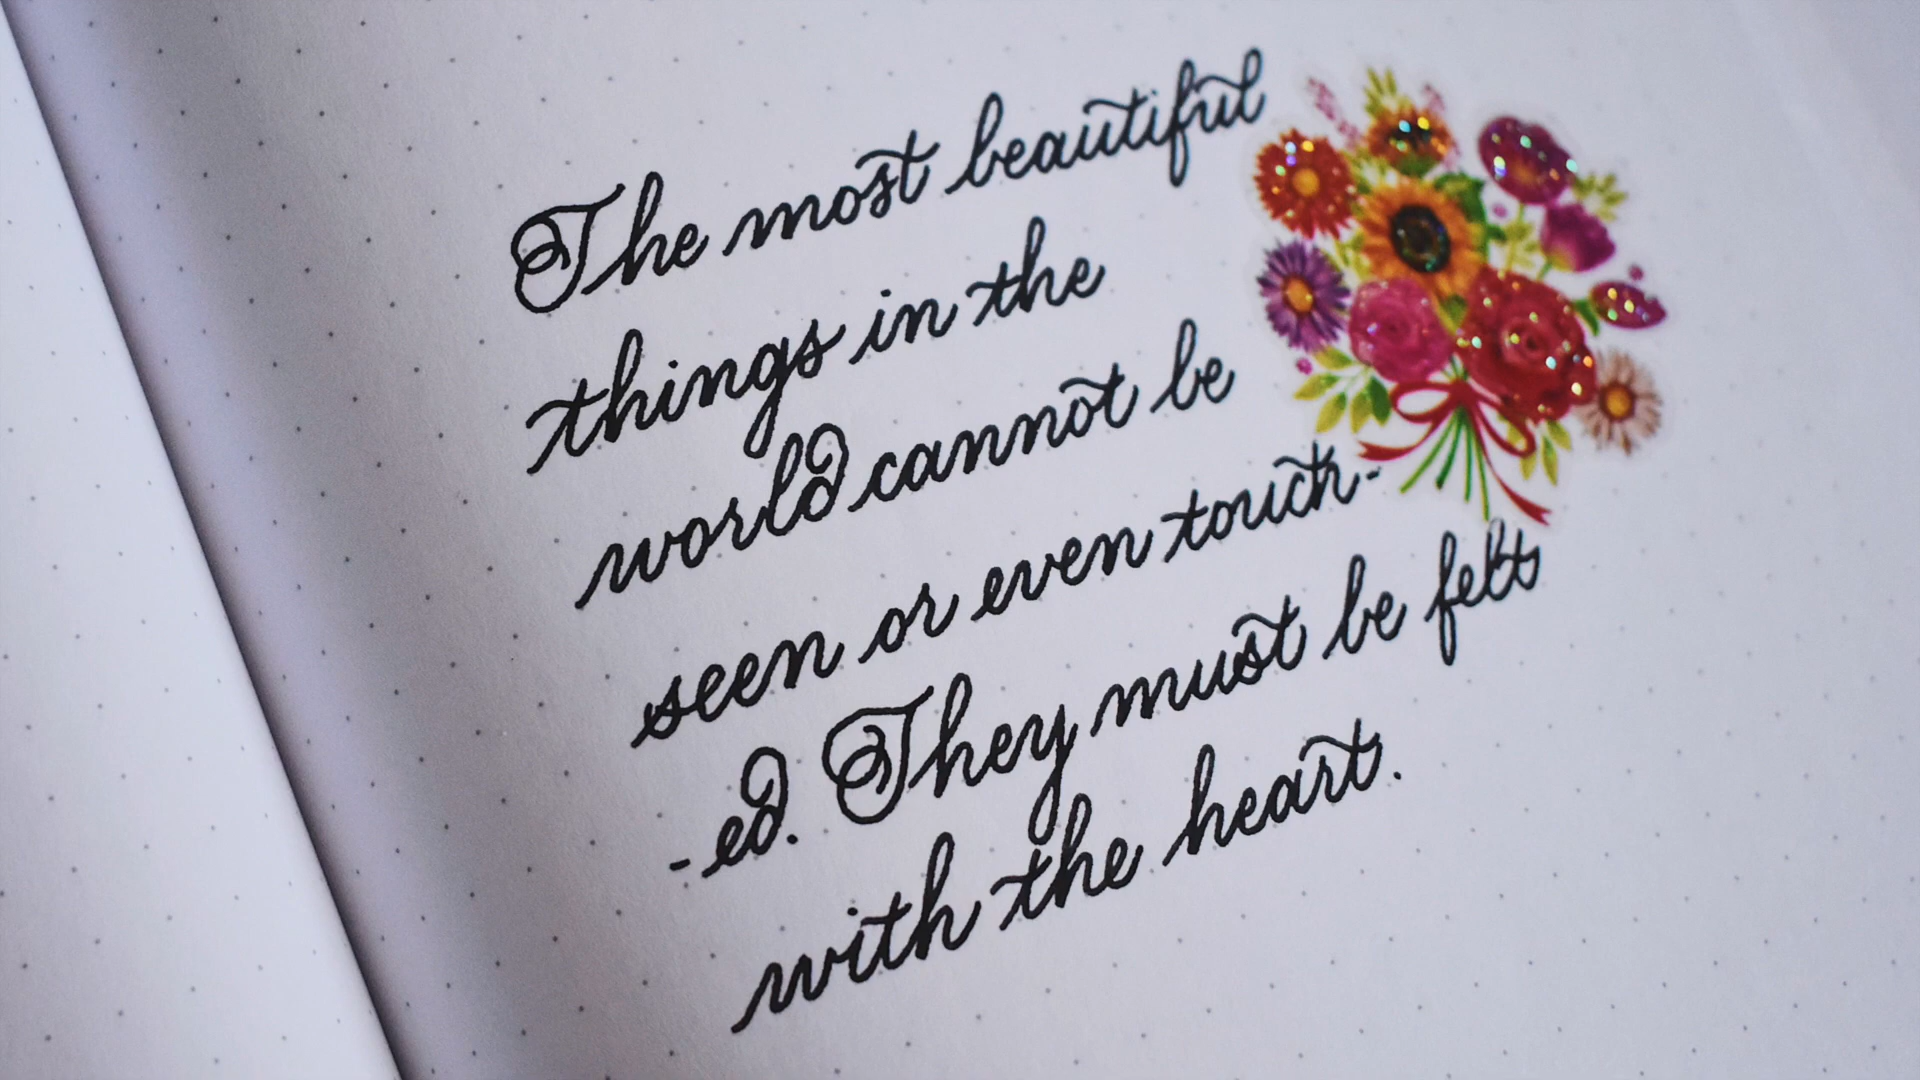 The most beautiful
things in the
world cannot be
seen or even touch-
-ed. They must be felt
with the heart.